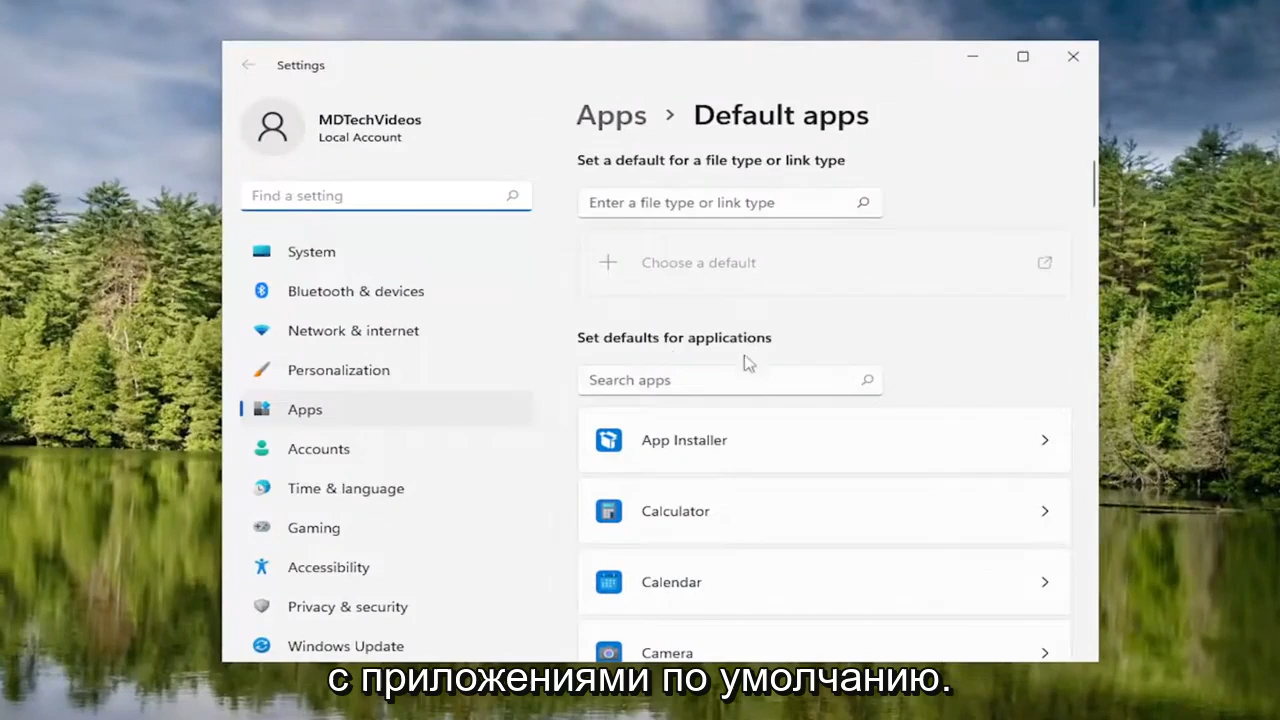 Settings
MDTechVideos
Local Account
Find a setting
System
Bluetooth & devices
Network & internet
Personalization
Apps
Accounts
Time & language
Gaming
Accessibility
Privacy & security
Windows Update
Apps > Default apps
Set a default for a file type or link type
Enter a file type or link type
Choose a default
Set defaults for applications
Search apps
App Installer
Calculator
Calendar
Camera
с приложениями по умолчанию.